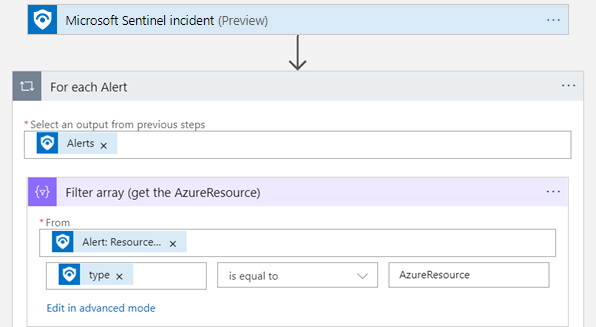 Microsoft Sentinel incident (Preview)
For each Alert
* Select an output from previous steps
Alerts
Filter array (get the AzureResource)
* From
Alert: Resource...
type
is equal to
AzureResource
Edit in advanced mode